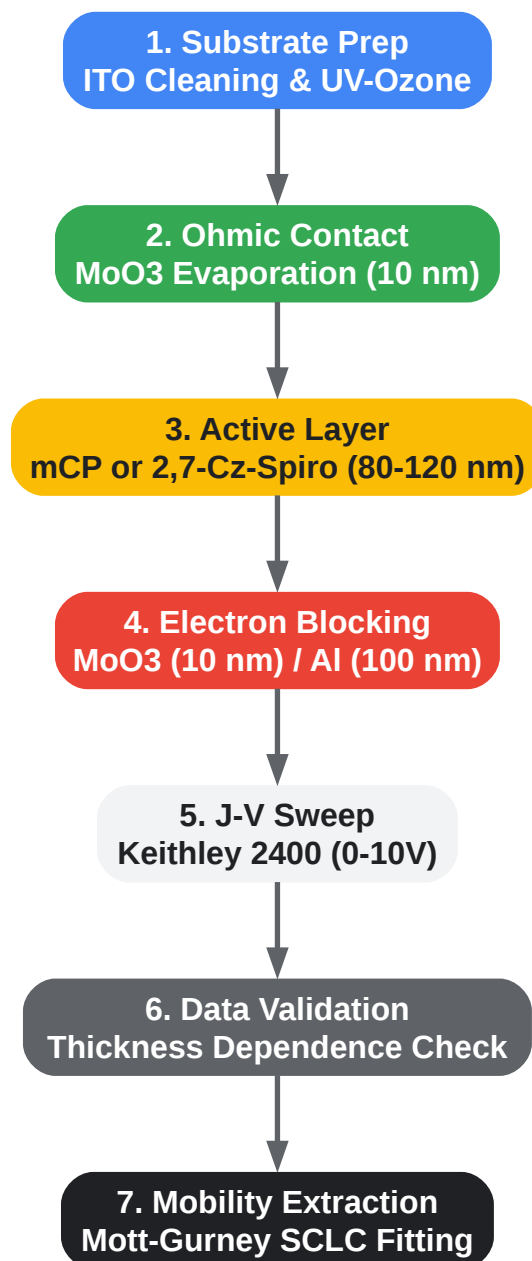 1. Substrate Prep
ITO Cleaning & UV-Ozone
2. Ohmic Contact
MoO3 Evaporation (10 nm)
3. Active Layer
mCP or 2,7-Cz-Spiro (80-120 nm)
4. Electron Blocking
MoO3 (10 nm) / Al (100 nm)
5. J-V Sweep
Keithley 2400 (0-10V)
6. Data Validation
Thickness Dependence Check
7. Mobility Extraction
Mott-Gurney SCLC Fitting